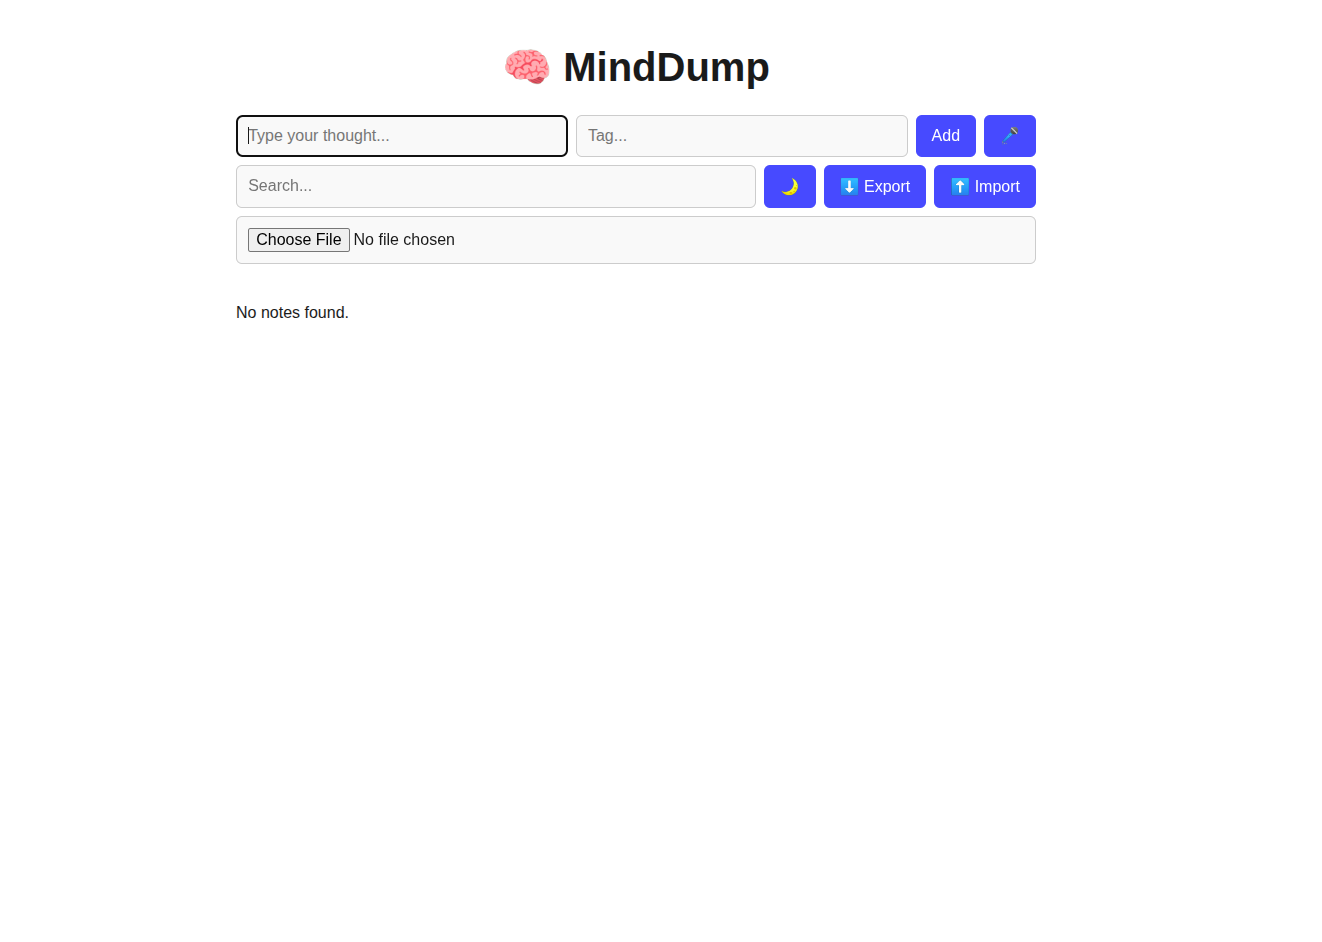 🧠 MindDump
Type your thought... Tag... Add 🎤
Search... 🌙 ⬇️ Export ⬆️ Import
Choose File No file chosen
No notes found.